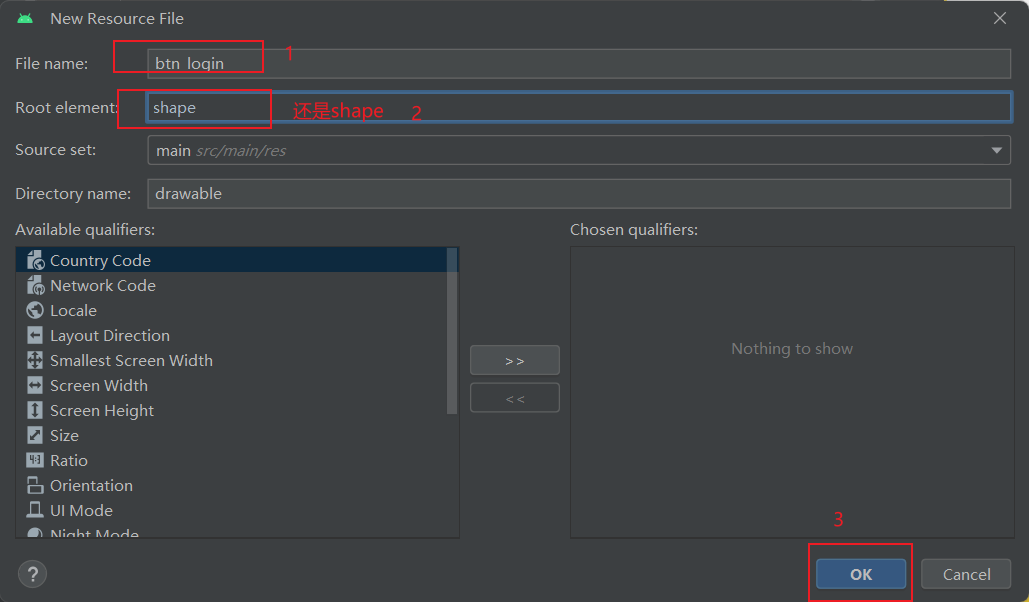 New Resource File
File name: btn_login 1
Root element: shape 还是shape 2
Source set: main src/main/res
Directory name: drawable
Available qualifiers: Chosen qualifiers:
Country Code
Network Code
Locale
Layout Direction
Smallest Screen Width
Screen Width
Screen Height
Size
Ratio
Orientation
UI Mode
Night Mode
>>
<<
Nothing to show
3
? OK Cancel